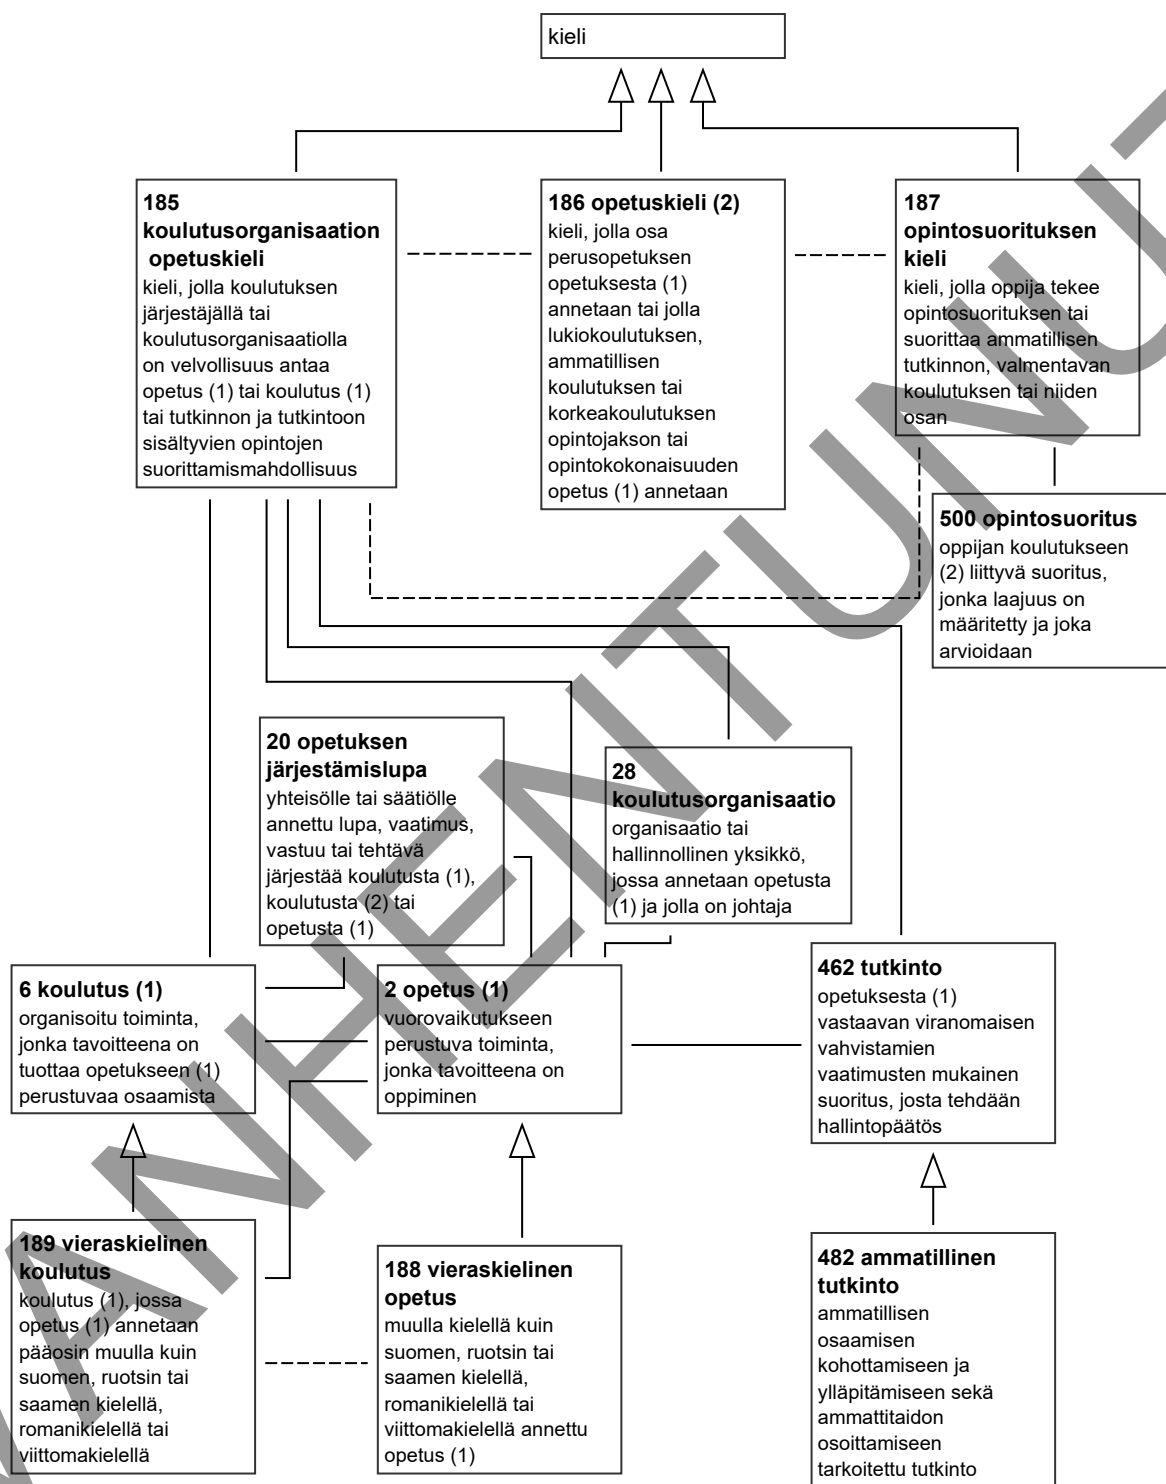 kieli
185
koulutusorganisaation
opetuskieli
kieli, jolla koulutuksen
järjestäjällä tai
koulutusorganisaatiolla
on velvollisuus antaa
opetus (1) tai koulutus (1)
tai tutkinnon ja tutkintoon
sisältyvien opintojen
suorittamismahdollisuus
186 opetuskieli (2)
kieli, jolla osa
perusopetuksen
opetuksesta (1)
annetaan tai jolla
lukiokoulutuksen,
ammatillisen
koulutuksen tai
korkeakoulutuksen
opintojakson tai
opintokokonaisuuden
opetus (1) annetaan
187
opintosuorituksen
kieli
kieli, jolla oppija tekee
opintosuorituksen tai
suorittaa ammatillisen
tutkinnon, valmentavan
koulutuksen tai niiden
osan
500 opintosuoritus
oppijan koulutukseen
(2) liittyvä suoritus,
jonka laajuus on
määritetty ja joka
arvioidaan
20 opetuksen
järjestämislupa
yhteisölle tai säätiölle
annettu lupa, vaatimus,
vastuu tai tehtävä
järjestää koulutusta (1),
koulutusta (2) tai
opetusta (1)
28
koulutusorganisaatio
organisaatio tai
hallinnollinen yksikkö,
jossa annetaan opetusta
(1) ja jolla on johtaja
6 koulutus (1)
organisoitu toiminta,
jonka tavoitteena on
tuottaa opetukseen (1)
perustuvaa osaamista
2 opetus (1)
vuorovaikutukseen
perustuva toiminta,
jonka tavoitteena on
oppiminen
462 tutkinto
opetuksesta (1)
vastaavan viranomaisen
vahvistamien
vaatimusten mukainen
suoritus, josta tehdään
hallintopäätös
189 vieraskielinen
koulutus
koulutus (1), jossa
opetus (1) annetaan
pääosin muulla kuin
suomen, ruotsin tai
saamen kielellä,
romanikielellä tai
viittomakielellä
188 vieraskielinen
opetus
muulla kielellä kuin
suomen, ruotsin tai
saamen kielellä,
romanikielellä tai
viittomakielellä annettu
opetus (1)
482 ammatillinen
tutkinto
ammatillisen
osaamisen
kohottamiseen ja
ylläpitämiseen sekä
ammattitaidon
osoittamiseen
tarkoitettu tutkinto
VANHENTUNUT